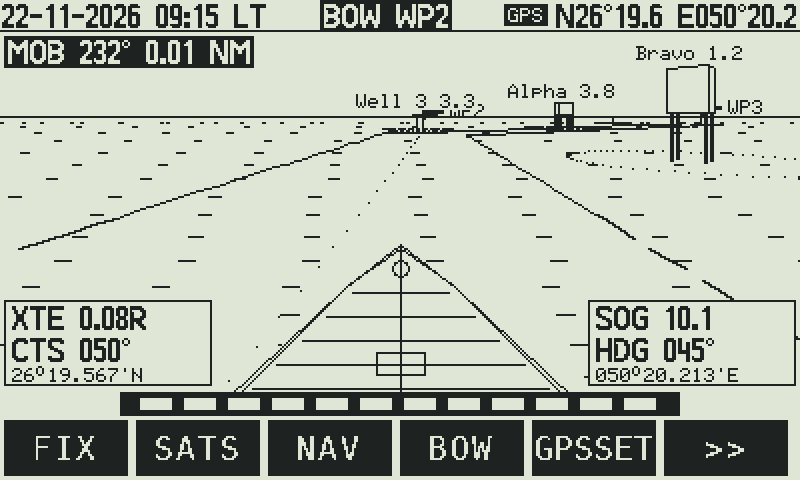 22-11-2026 09:15 LT BOW WP2 GPS N26°19.6 E050°20.2
MOB 232° 0.01 NM
Bravo 1.2
Alpha 3.8
Well 3 3.3
WP3
XTE 0.08R
CTS 050°
26°19.567'N
SOG 10.1
HDG 045°
050°20.213'E
FIX SATS NAV BOW GPSSET >>